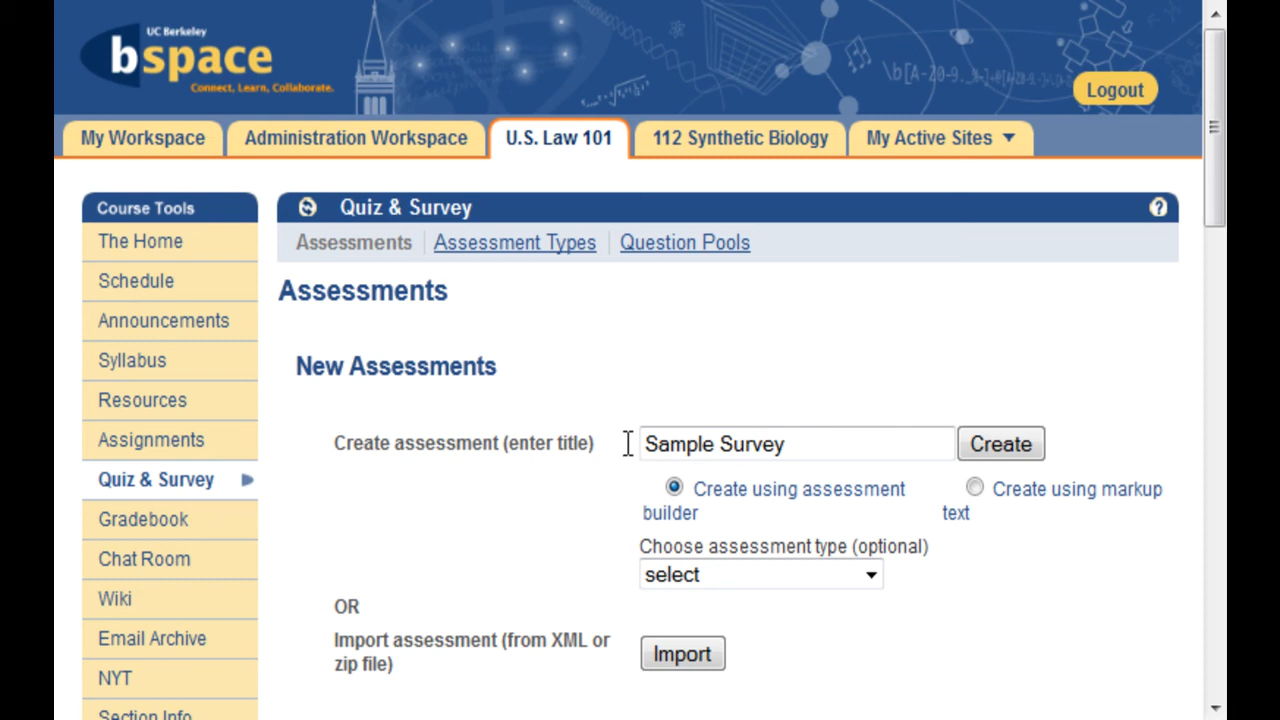 UC Berkeley
bspace
Connect, Learn, Collaborate.
Logout
My Workspace
Administration Workspace
U.S. Law 101
112 Synthetic Biology
My Active Sites
Course Tools
The Home
Schedule
Announcements
Syllabus
Resources
Assignments
Quiz & Survey
Gradebook
Chat Room
Wiki
Email Archive
NYT
Section Info
Quiz & Survey
?
Assessments
Assessment Types
Question Pools
Assessments
New Assessments
Create assessment (enter title)
Sample Survey
Create
Create using assessment
builder
Create using markup
text
Choose assessment type (optional)
select
OR
Import assessment (from XML or
zip file)
Import